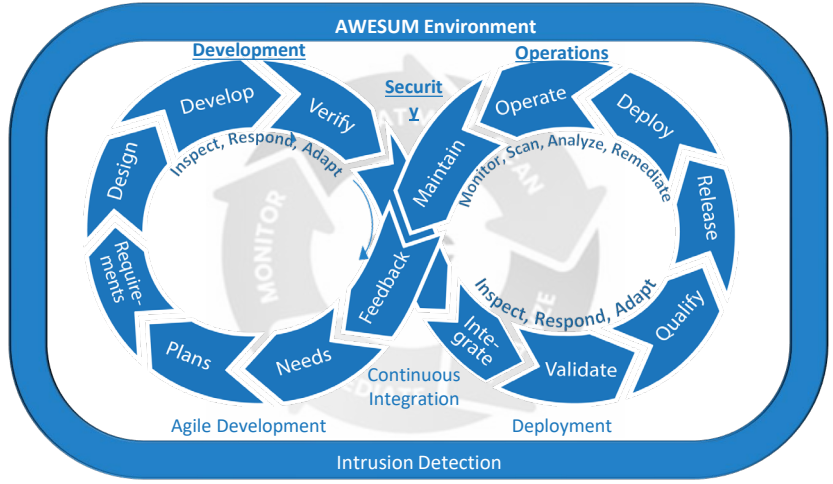 AWESUM Environment
Development
Operations
Securit
y
Develop
Verify
Inspect, Respond, Adapt
Design
Require-
ments
Plans
Needs
Feedback
Maintain
Operate
Deploy
Monitor, Scan, Analyze, Remediate
Release
Qualify
Inspect, Respond, Adapt
Validate
Inte-
grate
MONITOR
Continuous
Integration
Agile Development
Deployment
Intrusion Detection